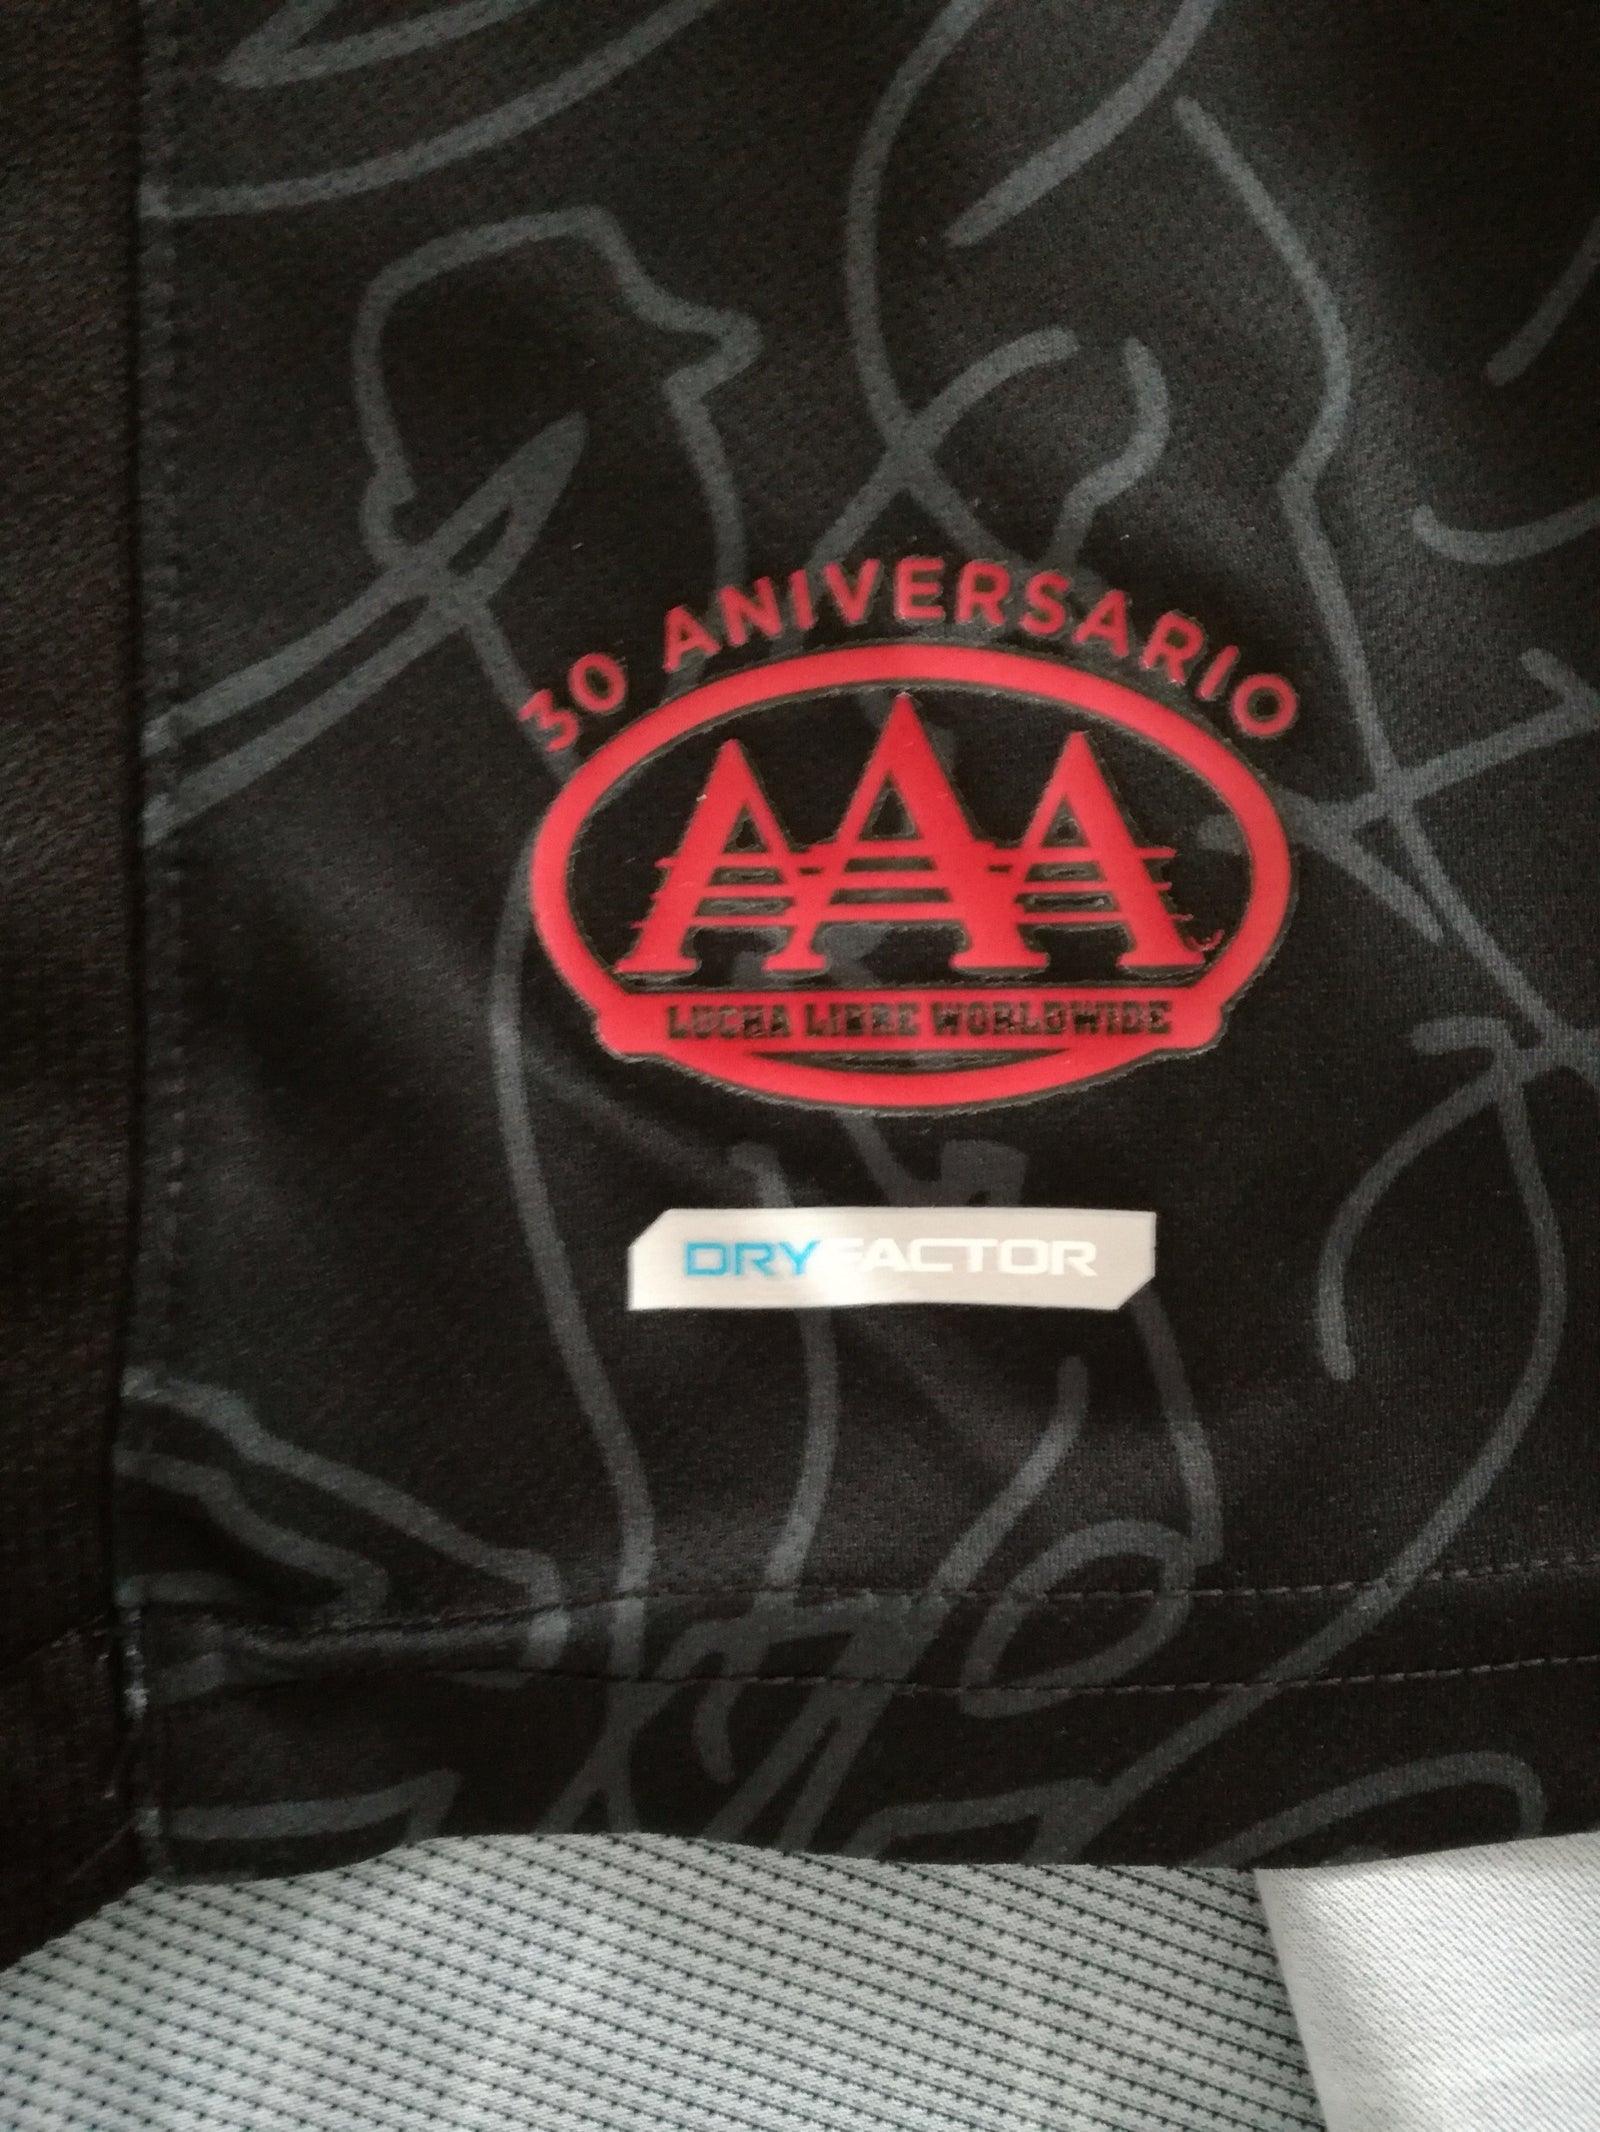 30 ANIVERSARIO
AAA
LUCHA LIBRE WORLDWIDE
DRYFACTOR